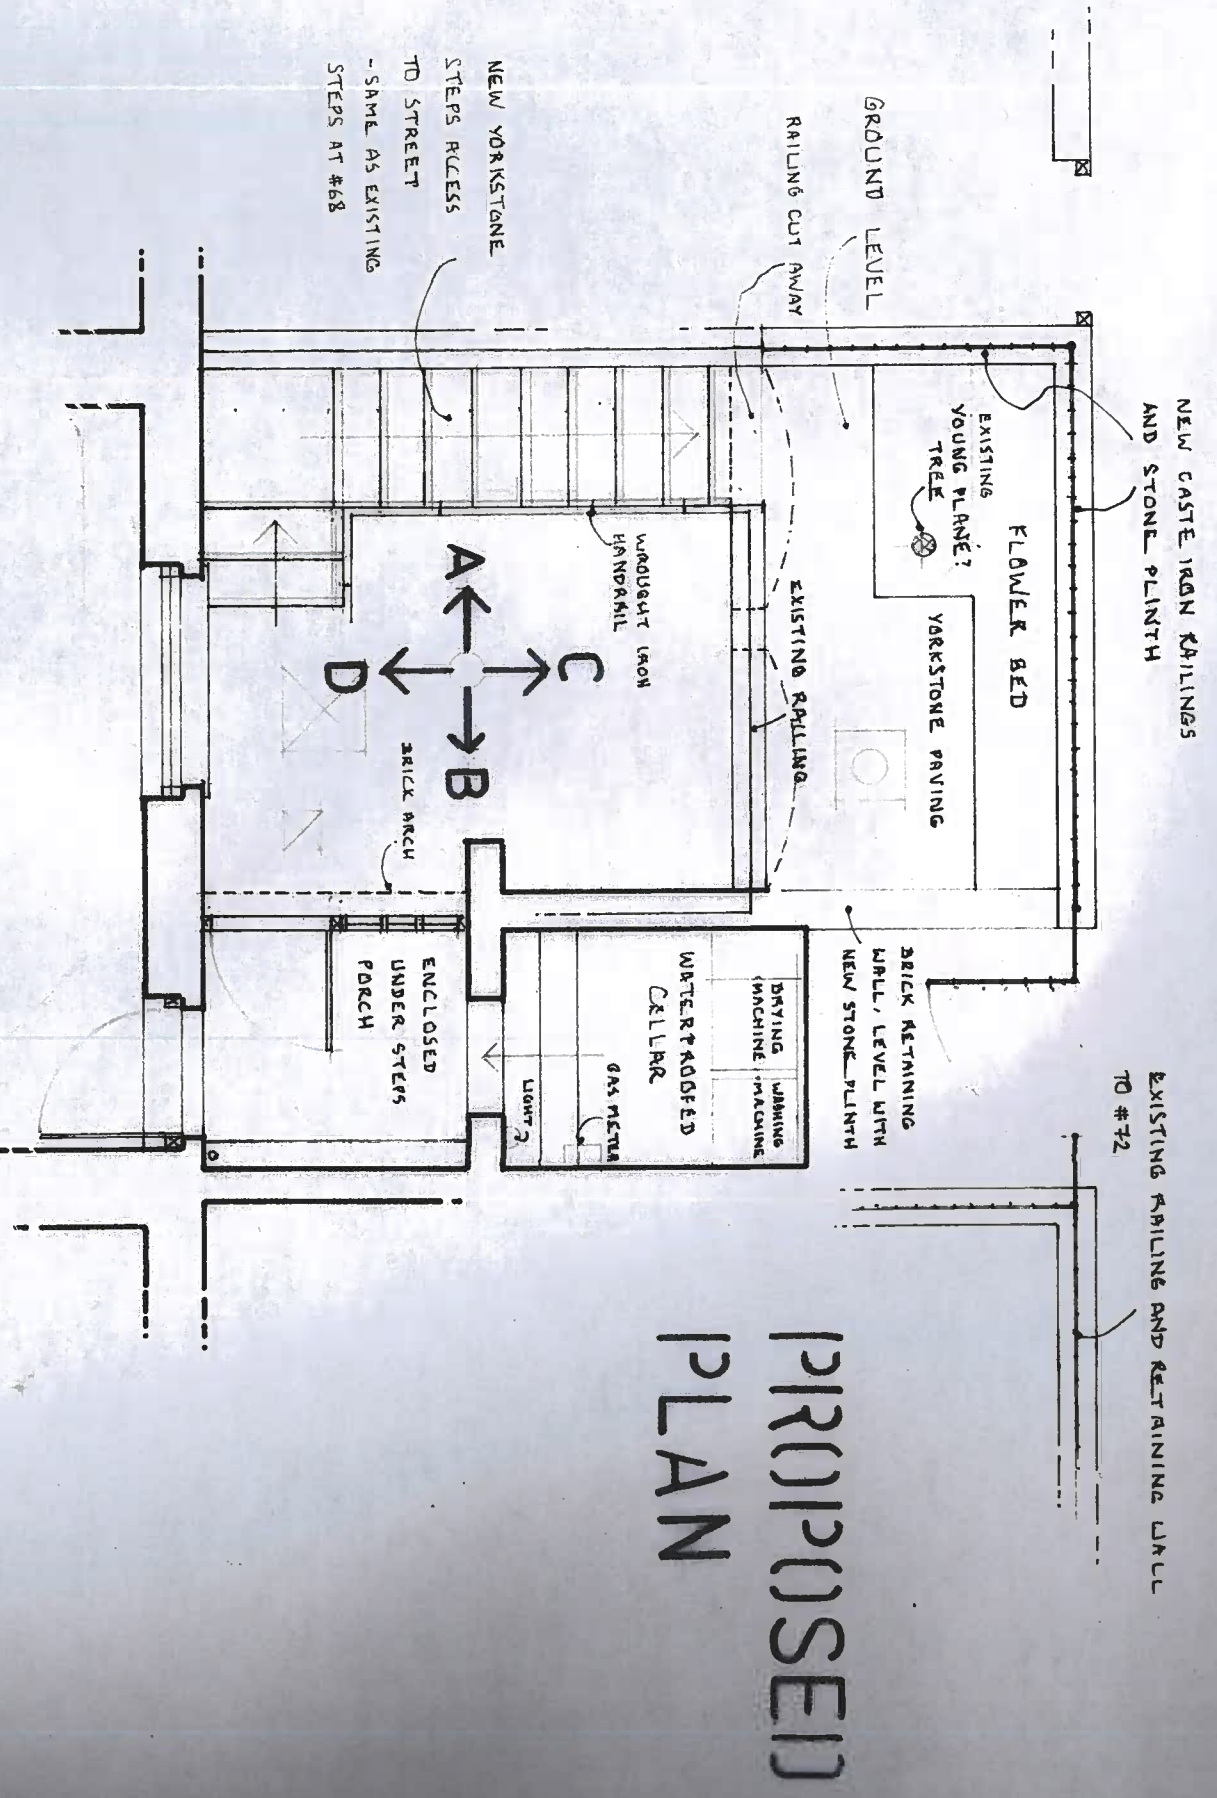 NEW CASTE IRON RAILINGS
AND STONE PLINTH
EXISTING RAILING AND RETAINING WALL
TO #72
GROUND LEVEL
RAILING CUT AWAY
FLOWER BED
EXISTING
YOUNG PLANE?
TREE
YORKSTONE PAVING
BRICK RETAINING
WALL, LEVEL WITH
NEW STONE PLINTH
EXISTING RAILLING
DRYING
MACHINE
WASHING
MACHINE
WATERPROOFED
CELLAR
GAS METER
LIGHT
WROUGHT IRON
HANDRAIL
NEW YORKSTONE
STEPS ACCESS
TO STREET
- SAME AS EXISTING
STEPS AT #68
A
B
C
D
BRICK ARCH
ENCLOSED
UNDER STEPS
PORCH
PROPOSED
PLAN